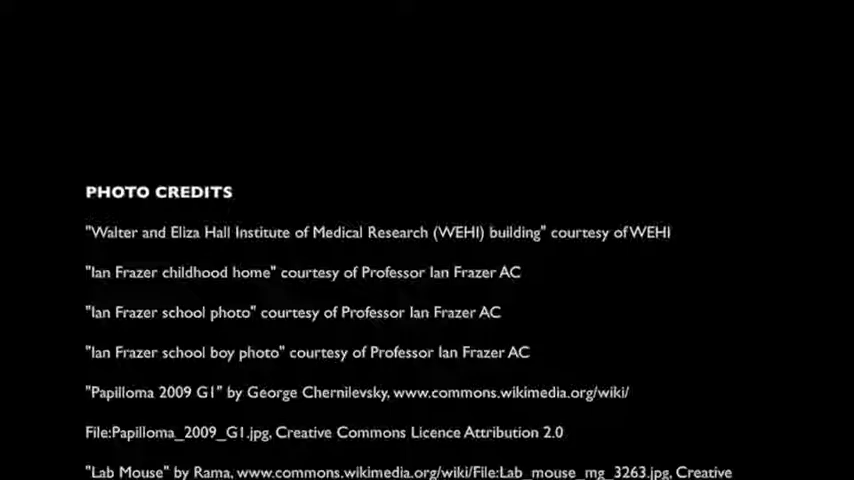 PHOTO CREDITS
"Walter and Eliza Hall Institute of Medical Research (WEHI) building" courtesy of WEHI
"Ian Frazer childhood home" courtesy of Professor Ian Frazer AC
"Ian Frazer school photo" courtesy of Professor Ian Frazer AC
"Ian Frazer school boy photo" courtesy of Professor Ian Frazer AC
"Papilloma 2009 G1" by George Chernilevsky, www.commons.wikimedia.org/wiki/
File:Papilloma_2009_G1.jpg, Creative Commons Licence Attribution 2.0
"Lab Mouse" by Rama, www.commons.wikimedia.org/wiki/File:Lab_mouse_mg_3263.jpg, Creative